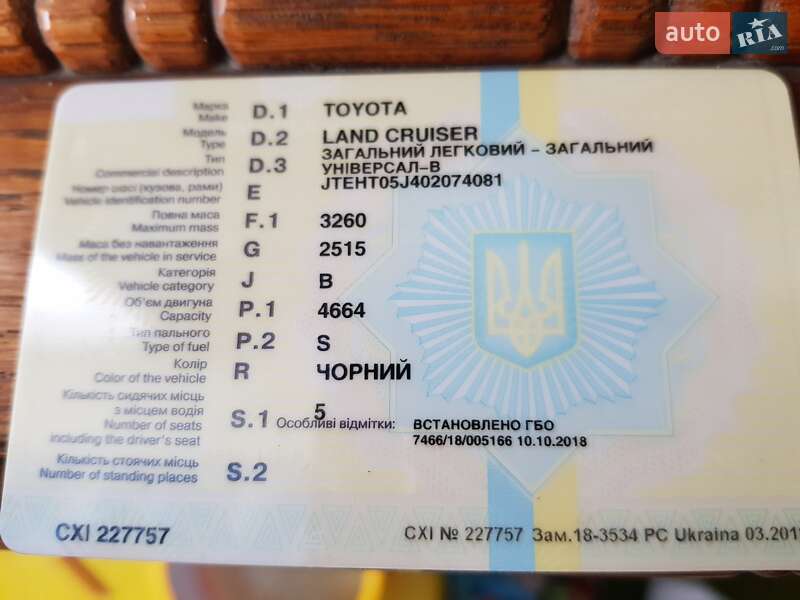 auto RIA .com
Марка D.1 TOYOTA
Make
Модель D.2 LAND CRUISER
Type
Тип D.3 ЗАГАЛЬНИЙ ЛЕГКОВИЙ – ЗАГАЛЬНИЙ
Commercial description УНІВЕРСАЛ–В
Номер шасі (кузова, рами) E JTEHT05J402074081
Vehicle identification number
Повна маса F.1 3260
Maximum mass
Маса без навантаження G 2515
Mass of the vehicle in service
Категорія J B
Vehicle category
Об'єм двигуна P.1 4664
Capacity
Тип пального P.2 S
Type of fuel
Колір R ЧОРНИЙ
Color of the vehicle
Кількість сидячих місць
з місцем водія S.1 5 Особливі відмітки: ВСТАНОВЛЕНО ГБО
Number of seats 7466/18/005166 10.10.2018
including the driver's seat
Кількість стоячих місць S.2
Number of standing places
CXI 227757
CXI № 227757 Зам.18-3534 PC Ukraina 03.201